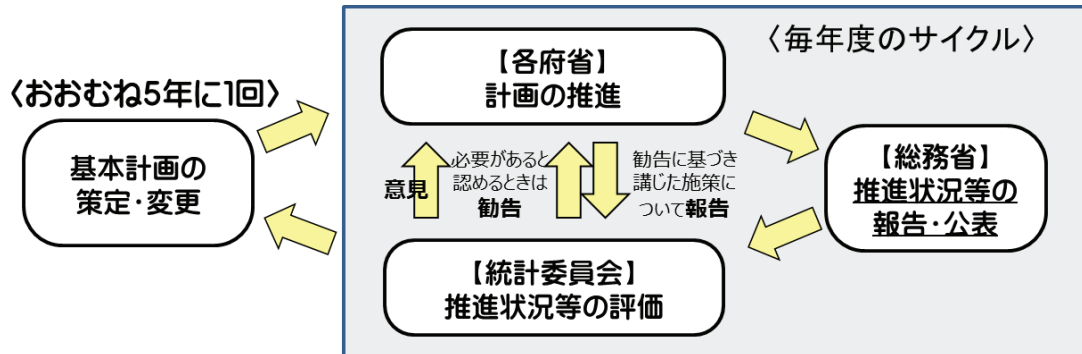 〈毎年度のサイクル〉
〈おおむね5年に1回〉
基本計画の
策定・変更
【各府省】
計画の推進
意見
必要があると
認めるときは
勧告
勧告に基づき
講じた施策に
ついて報告
【総務省】
推進状況等の
報告・公表
【統計委員会】
推進状況等の評価